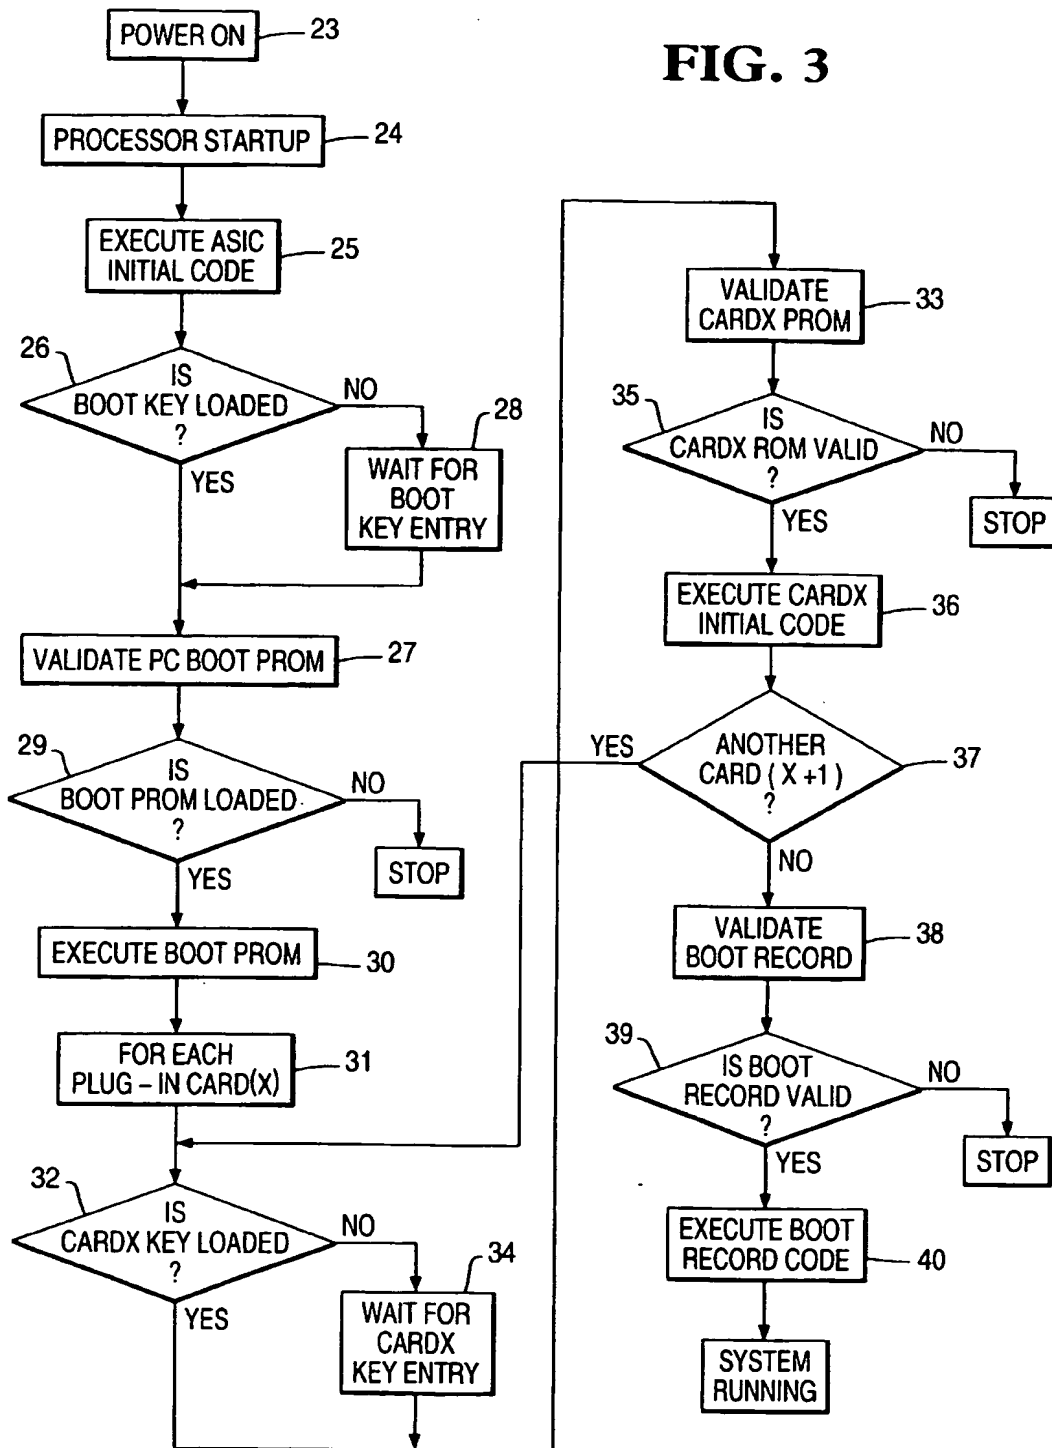 FIG. 3
POWER ON
23
PROCESSOR STARTUP
24
EXECUTE ASIC
INITIAL CODE
25
26
IS
BOOT KEY LOADED
?
NO
YES
28
WAIT FOR
BOOT
KEY ENTRY
VALIDATE PC BOOT PROM
27
29
IS
BOOT PROM LOADED
?
NO
YES
STOP
EXECUTE BOOT PROM
30
FOR EACH
PLUG – IN CARD(X)
31
32
IS
CARDX KEY LOADED
?
NO
YES
34
WAIT FOR
CARDX
KEY ENTRY
VALIDATE
CARDX PROM
33
35
IS
CARDX ROM VALID
?
NO
YES
STOP
EXECUTE CARDX
INITIAL CODE
36
YES
ANOTHER
CARD ( X +1 )
?
37
NO
VALIDATE
BOOT RECORD
38
39
IS BOOT
RECORD VALID
?
NO
YES
STOP
EXECUTE BOOT
RECORD CODE
40
SYSTEM
RUNNING